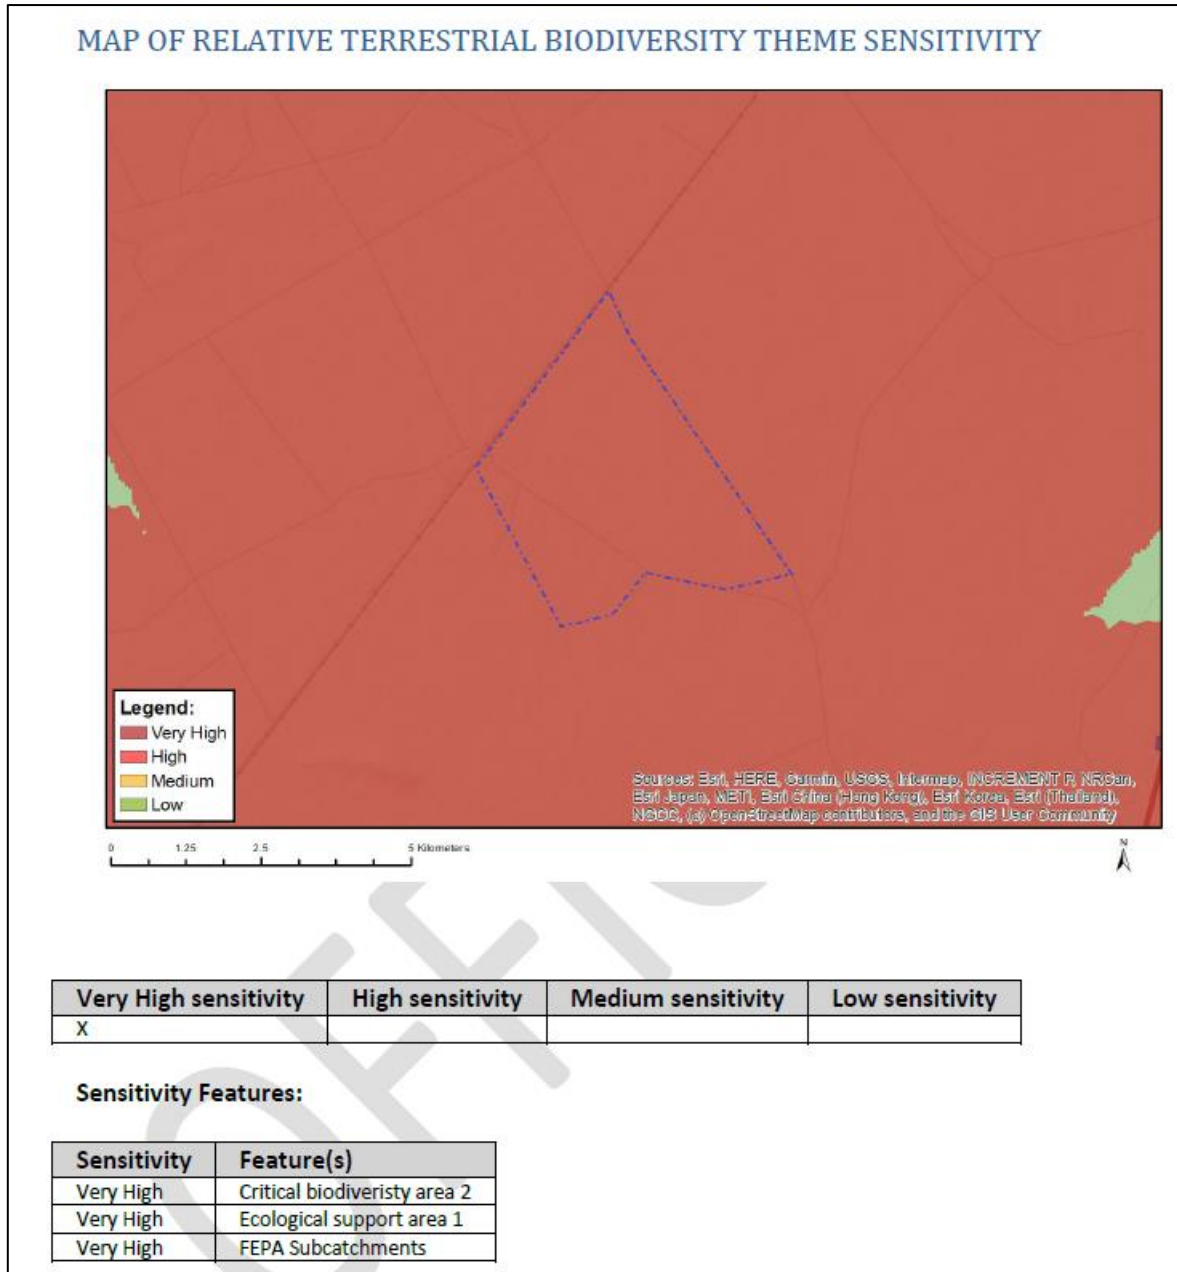 MAP OF RELATIVE TERRESTRIAL BIODIVERSITY THEME SENSITIVITY
Legend:
Very High
High
Medium
Low
Sources: Esri, HERE, Garmin, USGS, Intermap, INCREMENT P, NRCan,
Esri Japan, METI, Esri China (Hong Kong), Esri Korea, Esri (Thailand),
NGCC, (c) OpenStreetMap contributors, and the GIS User Community
0 1.25 2.5 5 Kilometers
N
Very High sensitivity High sensitivity Medium sensitivity Low sensitivity
X
Sensitivity Features:
Sensitivity Feature(s)
Very High Critical biodiveristy area 2
Very High Ecological support area 1
Very High FEPA Subcatchments